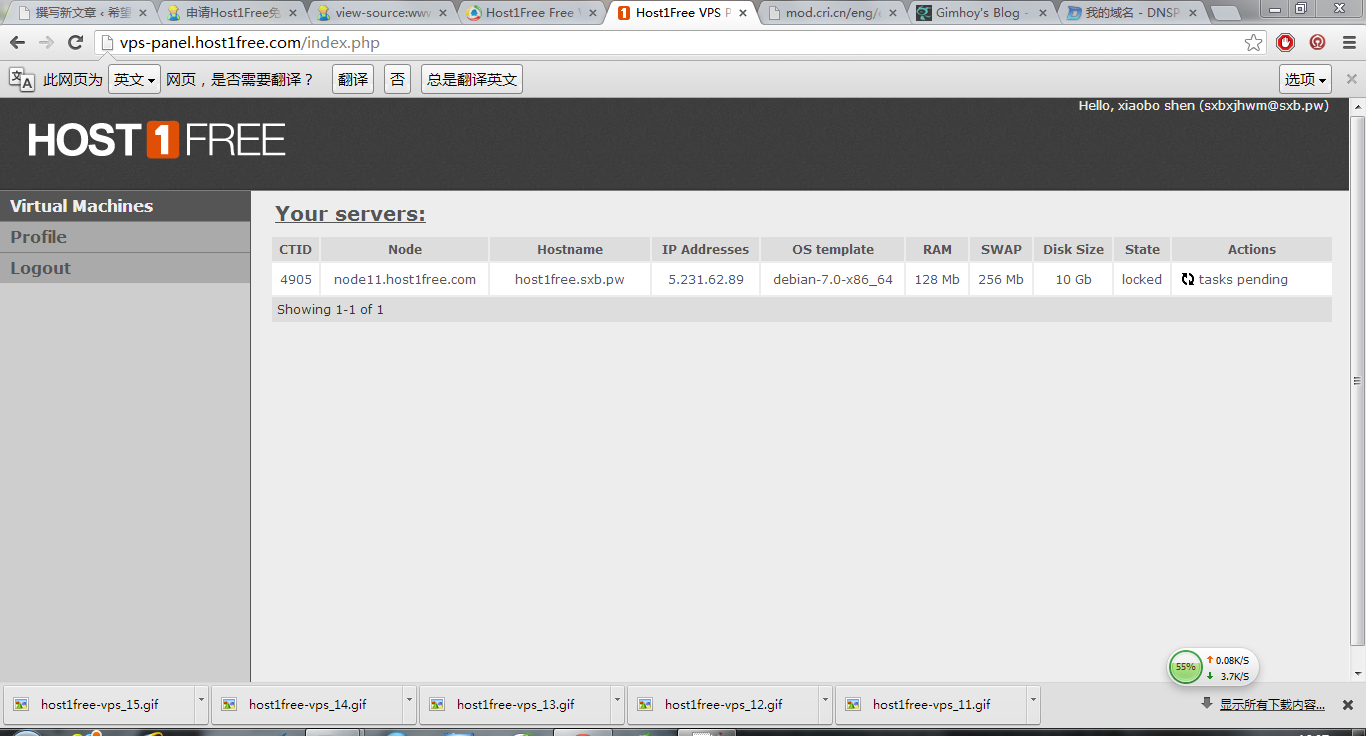 撰写新文章 ‹ 希望
申请Host1Free免
view-source:www
Host1Free Free V
Host1Free VPS P
mod.cri.cn/eng/
Gimhoy's Blog -
我的域名 - DNSP
vps-panel.host1free.com/index.php
此网页为 英文 网页，是否需要翻译？ 翻译 否 总是翻译英文 选项
Hello, xiaobo shen (sxbxjhwm@sxb.pw)
HOST 1 FREE
Virtual Machines
Profile
Logout
Your servers:
CTID Node Hostname IP Addresses OS template RAM SWAP Disk Size State Actions
4905 node11.host1free.com host1free.sxb.pw 5.231.62.89 debian-7.0-x86_64 128 Mb 256 Mb 10 Gb locked tasks pending
Showing 1-1 of 1
55% 0.08K/S
3.7K/S
host1free-vps_15.gif host1free-vps_14.gif host1free-vps_13.gif host1free-vps_12.gif host1free-vps_11.gif 显示所有下载内容...